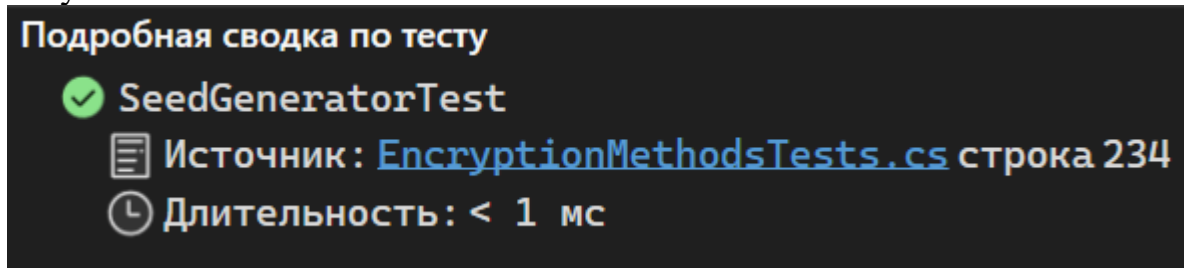 Подробная сводка по тесту
SeedGeneratorTest
Источник: EncryptionMethodsTests.cs строка 234
Длительность: < 1 мс